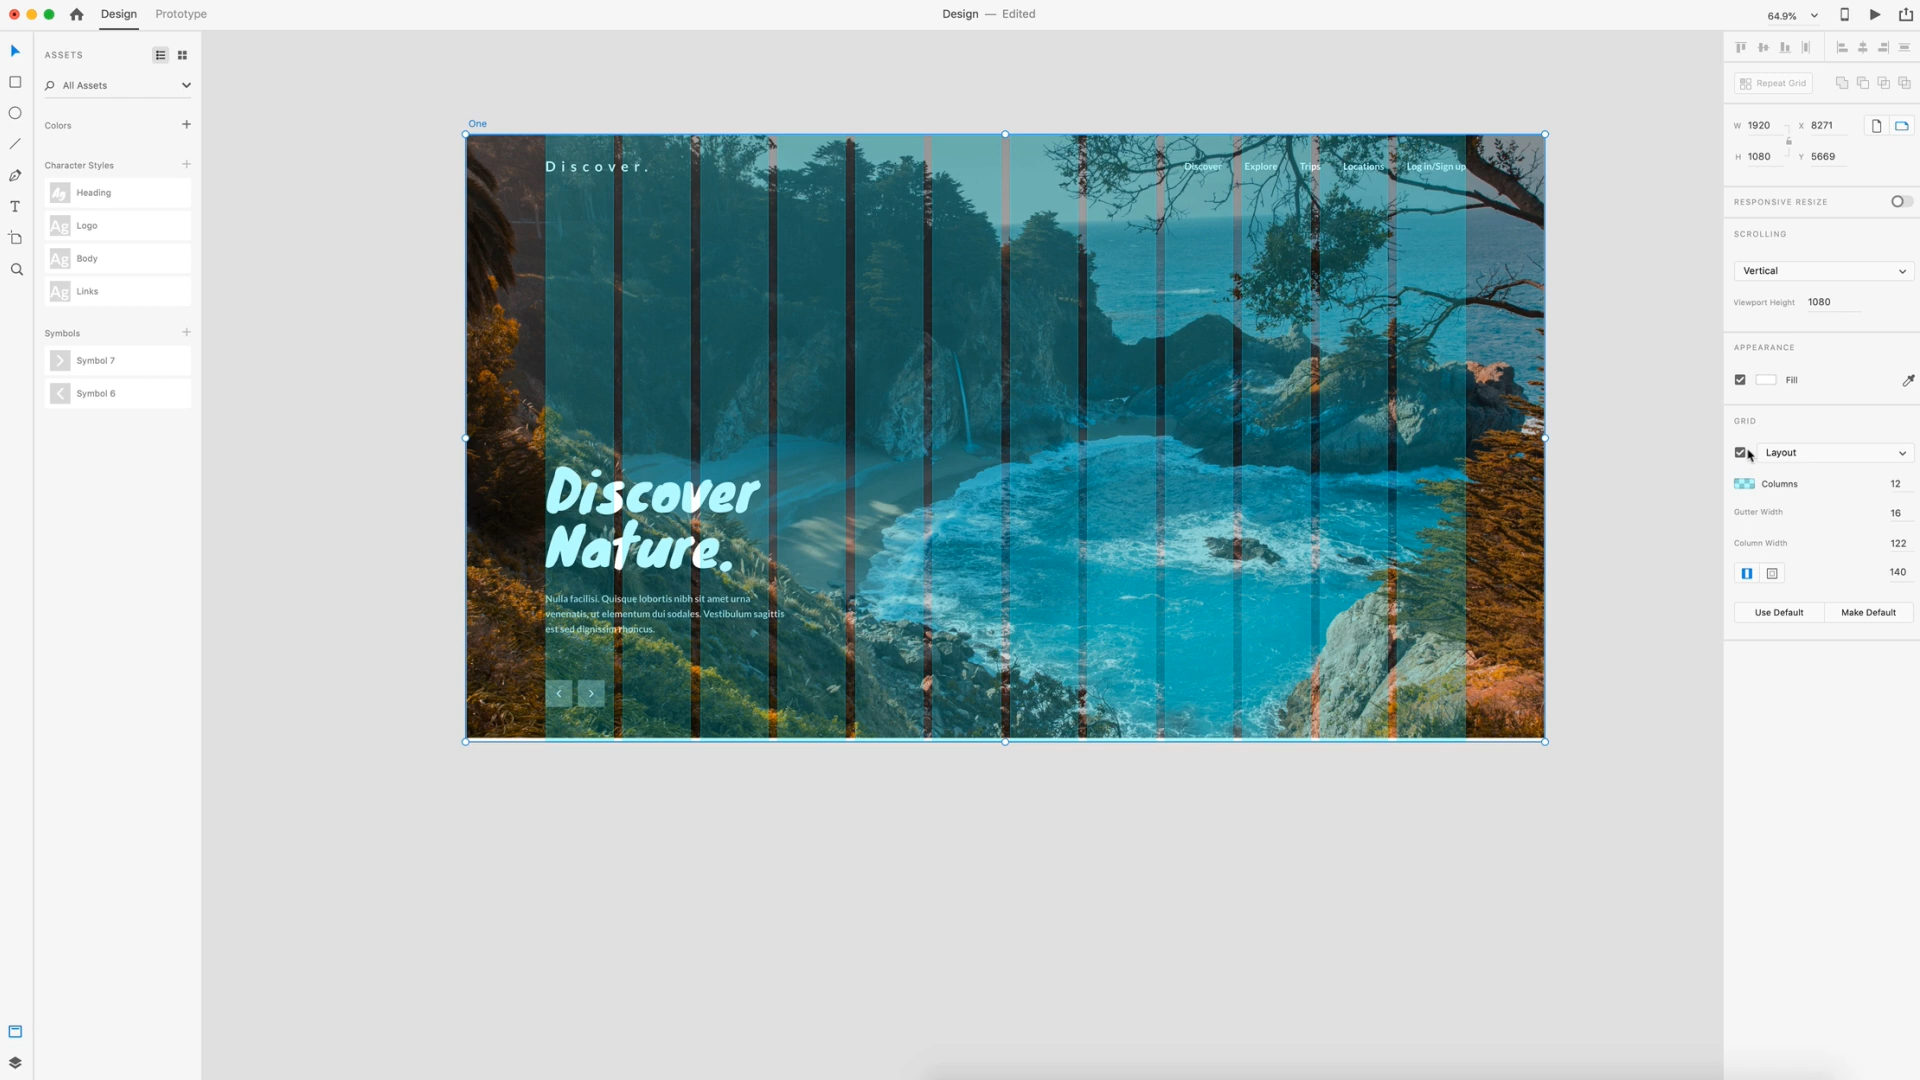 Design
Prototype
Design — Edited
64.9%
ASSETS
All Assets
Colors
Character Styles
Ag Heading
Ag Logo
Ag Body
Ag Links
Symbols
Symbol 7
Symbol 6
One
Discover.
Discover
Explore
Trips
Locations
Log in/Sign up
Discover
Nature.
Nulla facilisi. Quisque lobortis nibh sit amet urna
venenatis, ut elementum dui sodales. Vestibulum sagittis
est sed dignissim rhoncus.
Repeat Grid
W 1920 X 8271
H 1080 Y 5669
RESPONSIVE RESIZE
SCROLLING
Vertical
Viewport Height 1080
APPEARANCE
Fill
GRID
Layout
Columns 12
Gutter Width 16
Column Width 122
140
Use Default
Make Default